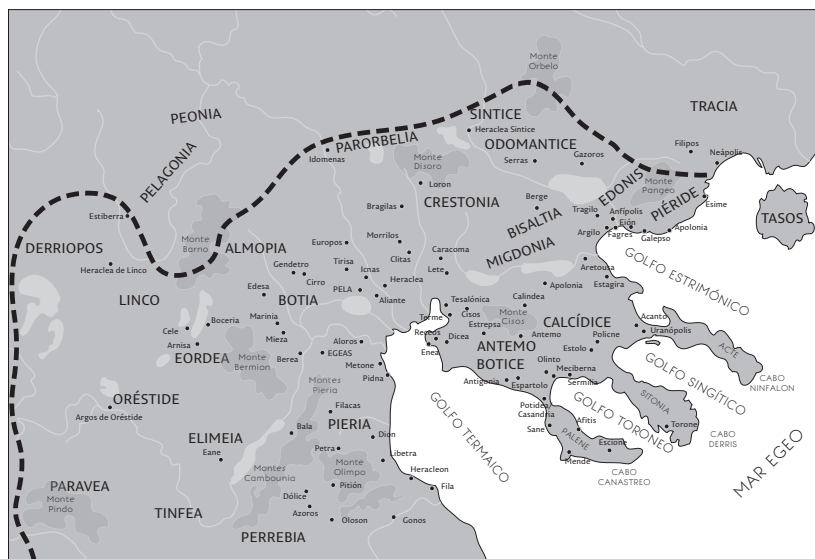 Monte
Orbelo
TRACIA
PEONIA
SINTICE
Heraclea Sintice
PARORBELIA
ODOMANTICE
Filipos
Neápolis
Idomenas
Monte
Disoro
Serras
Gazoros
PELAGONIA
Loron
EDONIS
Monte
Pangeo
Estiberra
Bragilas
CRESTONIA
Berge
BISALTIA
Tragilo
Anfípolis
Eión
PIÉRIDE
Esime
TASOS
DERRIOPOS
Monte
Barno
ALMOPIA
Europos
Morrilos
Clitas
MIGDONIA
Argilo
Fagres
Galepso
Apolonia
Heraclea de Linco
Gendetro
Cirro
Tirisa
Icnas
Caracoma
Lete
Aretousa
GOLFO ESTRIMÓNICO
LINCO
Edesa
BOTIA
PELA
Heraclea
Aliante
Apolonia
Estagira
Tesalónica
Calindea
Marinia
Torme
Cisos
Monte
Cisos
CALCÍDICE
Acanto
Uranópolis
Cele
Boceria
Mieza
Aloros
Receos
Dicea
Estrepsa
Antemo
Policne
Arnisa
EORDEA
Berea
EGEAS
Enea
ANTEMO
BOTICE
Estolo
ACTE
Monte
Bermion
Metone
Olinto
Meciberna
GOLFO SINGÍTICO
CABO
NINFALON
Pidna
Antigonia
Espartolo
Sermilia
ORÉSTIDE
Montes
Pieria
Potidea/
Casandria
GOLFO TORONEO
SITONIA
Argos de Oréstide
Filacas
GOLFO TERMAICO
Afitis
Torone
ELIMEIA
Bala
PIERIA
Dion
Sane
PALENE
Escione
CABO
DERRIS
Eane
Petra
Libetra
Mende
MAR EGEO
Montes
Cambounia
Monte
Olimpo
Heracleon
CABO
CANASTREO
PARAVEA
Monte
Pindo
Pitión
Fila
Dólice
TINFEA
Azoros
Oloson
Gonos
PERREBIA